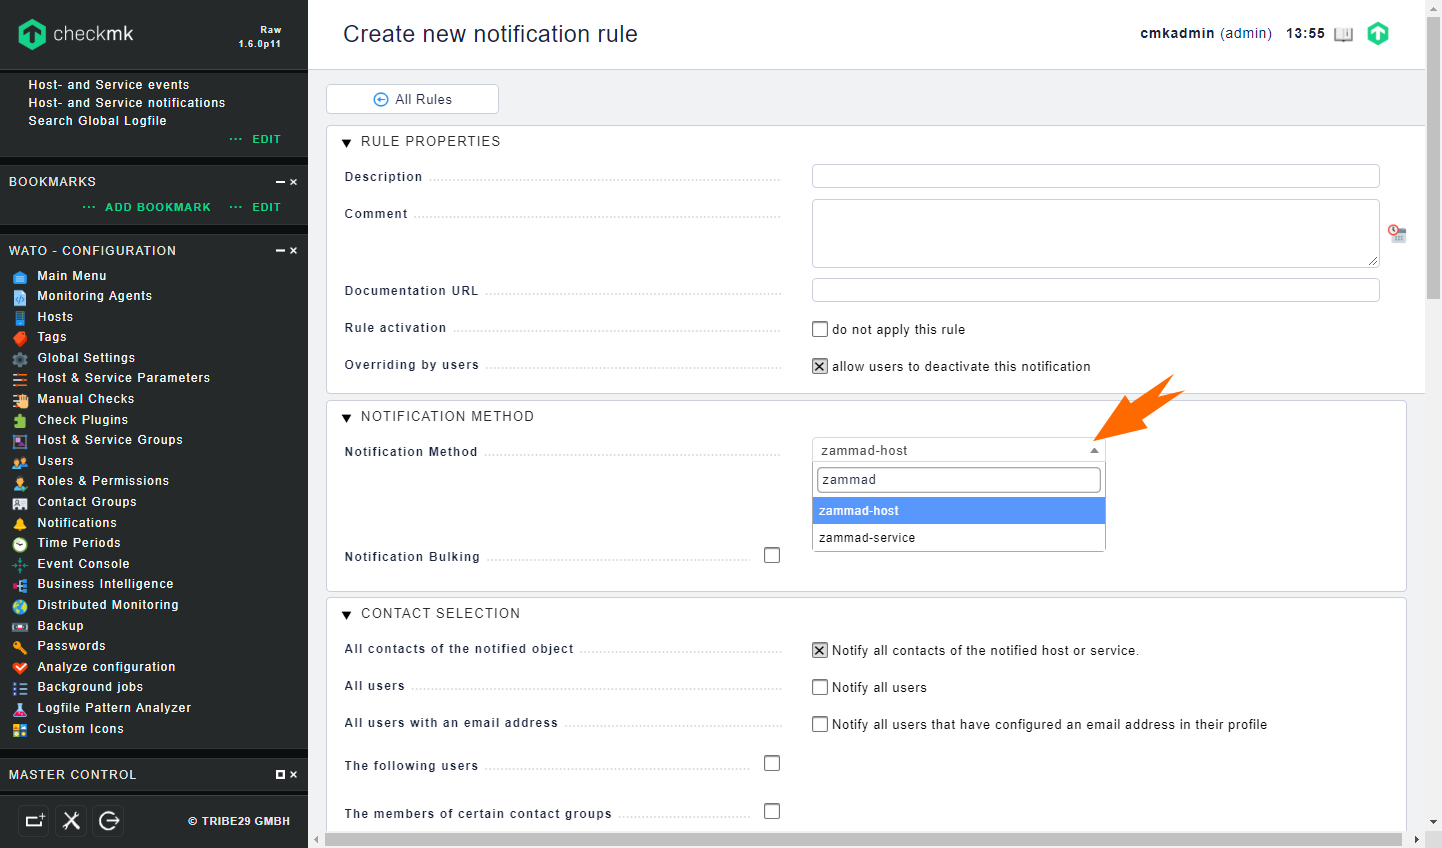 checkmk
Raw
1.6.0p11
Host- and Service events
Host- and Service notifications
Search Global Logfile
··· EDIT
BOOKMARKS
··· ADD BOOKMARK ··· EDIT
WATO - CONFIGURATION
Main Menu
Monitoring Agents
Hosts
Tags
Global Settings
Host & Service Parameters
Manual Checks
Check Plugins
Host & Service Groups
Users
Roles & Permissions
Contact Groups
Notifications
Time Periods
Event Console
Business Intelligence
Distributed Monitoring
Backup
Passwords
Analyze configuration
Background jobs
Logfile Pattern Analyzer
Custom Icons
MASTER CONTROL
© TRIBE29 GMBH
Create new notification rule
cmkadmin (admin) 13:55
All Rules
RULE PROPERTIES
Description
Comment
Documentation URL
Rule activation
do not apply this rule
Overriding by users
allow users to deactivate this notification
NOTIFICATION METHOD
Notification Method
zammad-host
zammad
zammad-host
zammad-service
Notification Bulking
CONTACT SELECTION
All contacts of the notified object
Notify all contacts of the notified host or service.
All users
Notify all users
All users with an email address
Notify all users that have configured an email address in their profile
The following users
The members of certain contact groups